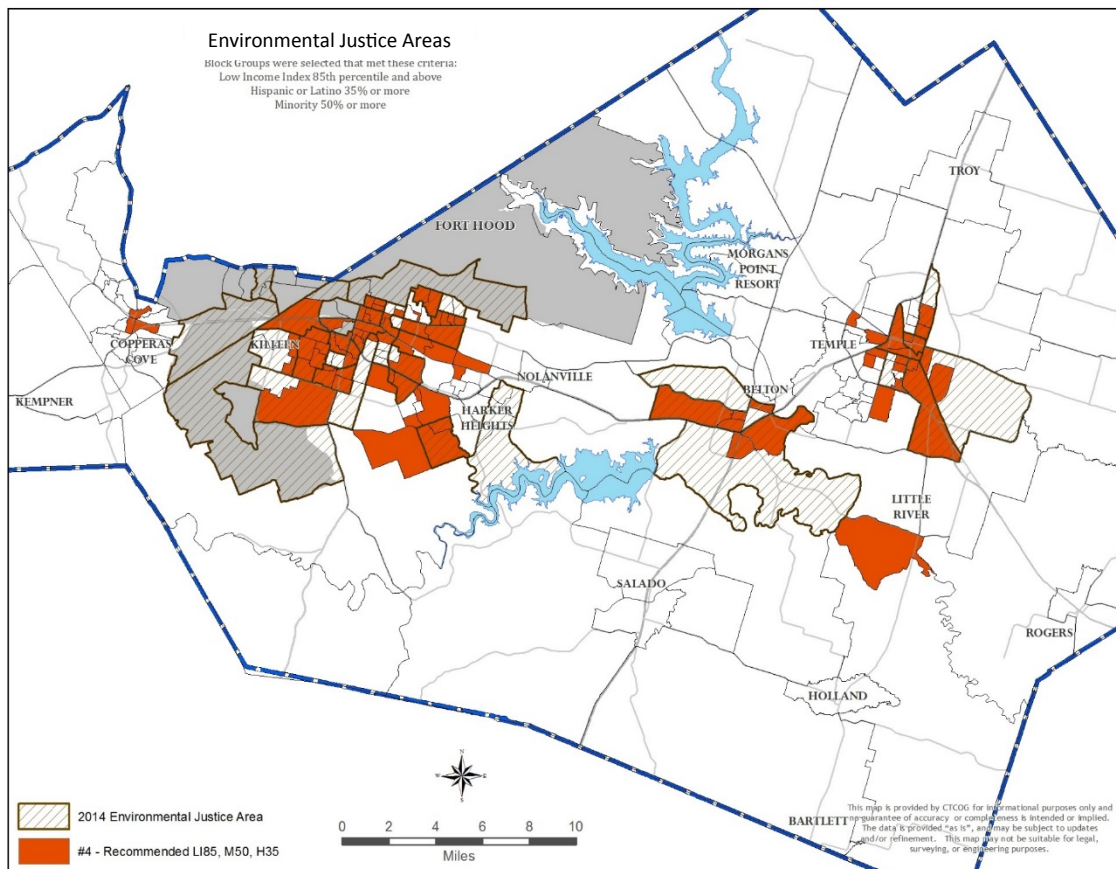 Environmental Justice Areas
Block Groups were selected that met these criteria:
Low Income Index 85th percentile and above
Hispanic or Latino 35% or more
Minority 50% or more
TROY
FORT HOOD
MORGANS
POINT
RESORT
COPPERAS
COVE
KILLEEN
TEMPLE
NOLANVILLE
BELTON
KEMPNER
HARKER
HEIGHTS
LITTLE
RIVER
SALADO
ROGERS
HOLLAND
N
W
E
S
2014 Environmental Justice Area
#4 - Recommended LI85, M50, H35
0 2 4 6 8 10
Miles
BARTLETT
This map is provided by CTCOG for informational purposes only and
no guarantee of accuracy or completeness is intended or implied.
The data is provided "as is", and may be subject to updates
and/or refinement. This map may not be suitable for legal,
surveying, or engineering purposes.